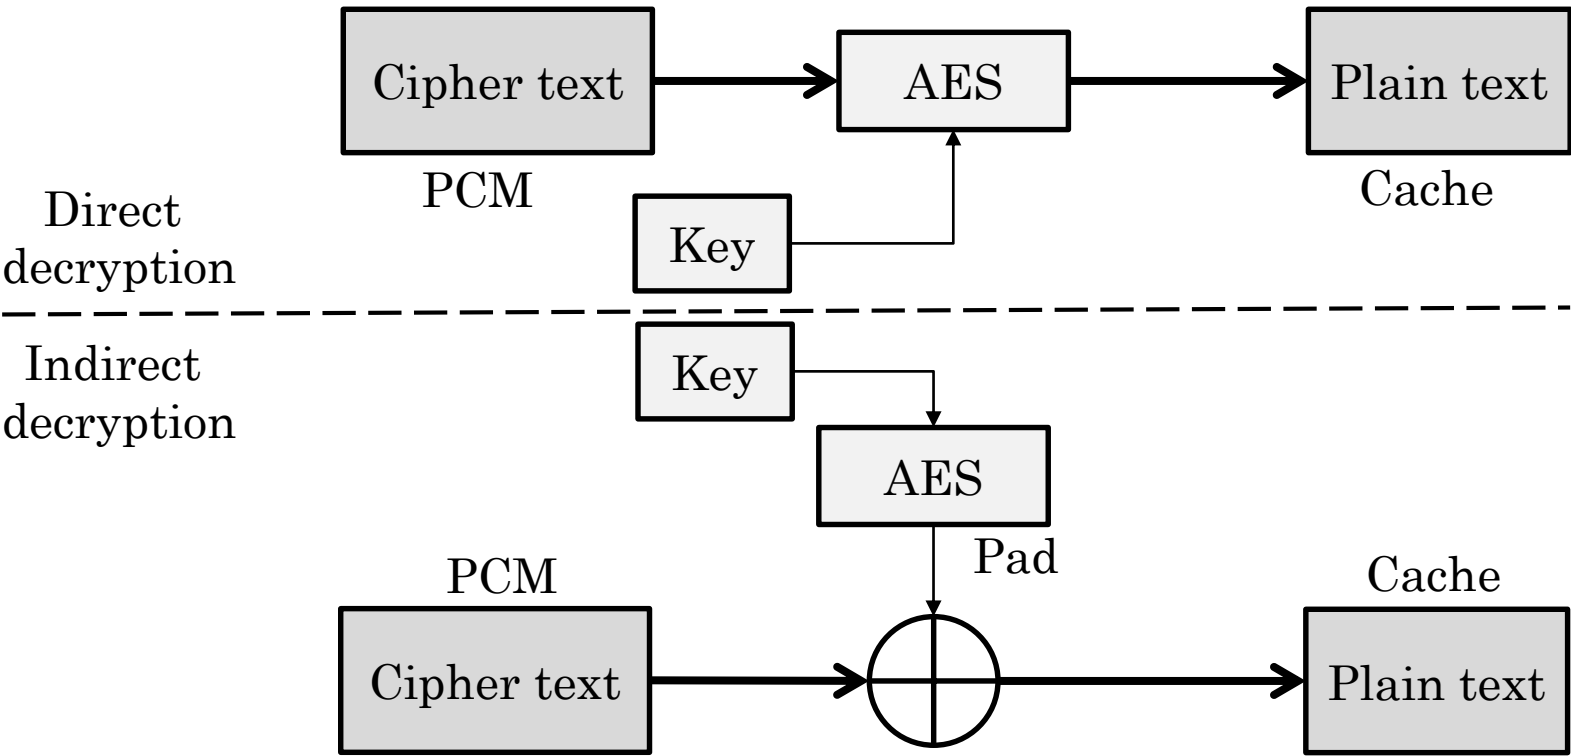 Cipher text
AES
Plain text
PCM
Cache
Direct
decryption
Key
Indirect
decryption
Key
AES
Pad
PCM
Cache
Cipher text
Plain text